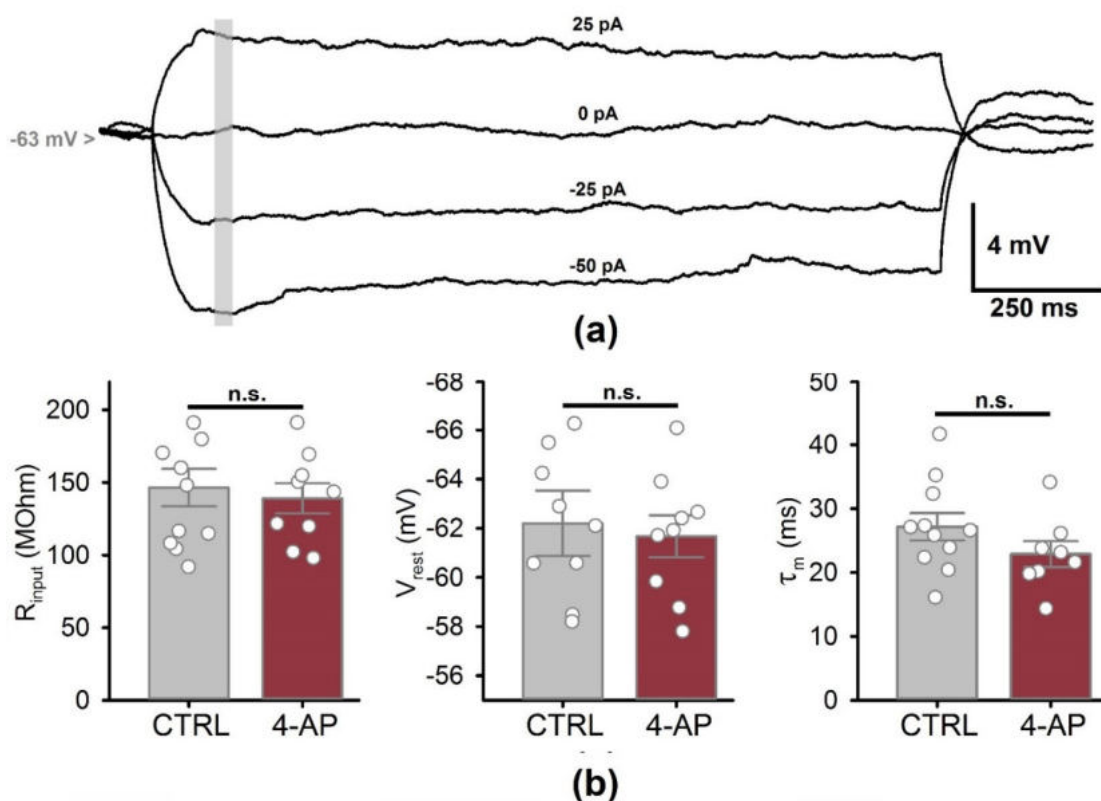 25 pA
0 pA
-63 mV >
-25 pA
4 mV
-50 pA
250 ms
(a)
n.s.
200
150
100
50
0
R_input (MOhm)
CTRL 4-AP
n.s.
-68
-66
-64
-62
-60
-58
-56
V_rest (mV)
CTRL 4-AP
n.s.
50
40
30
20
10
0
τ_m (ms)
CTRL 4-AP
(b)